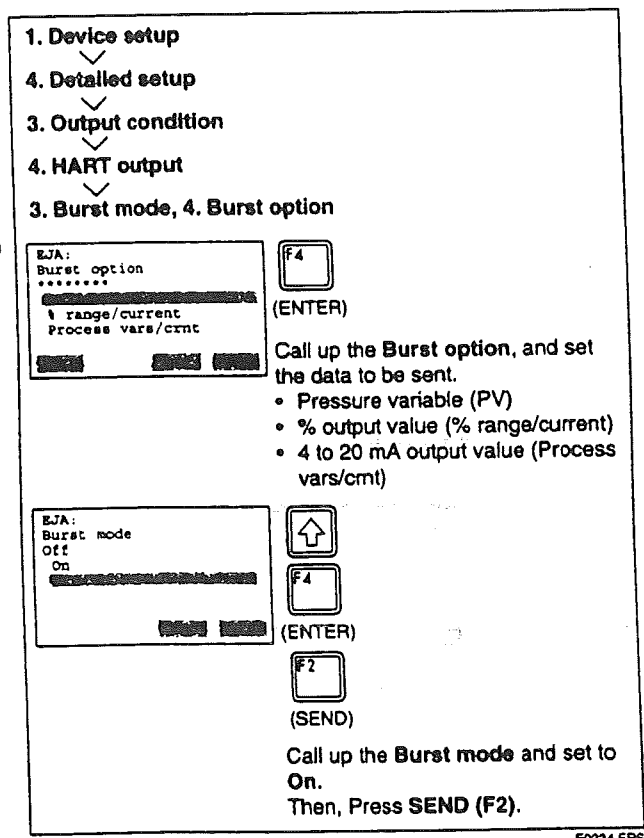 1. Device setup
4. Detailed setup
3. Output condition
4. HART output
3. Burst mode, 4. Burst option
EJA:
Burst option
********
% range/current
Process vars/crnt
F4
(ENTER)
Call up the Burst option, and set
the data to be sent.
• Pressure variable (PV)
• % output value (% range/current)
• 4 to 20 mA output value (Process
vars/crnt)
EJA:
Burst mode
Off
On
F4
(ENTER)
F2
(SEND)
Call up the Burst mode and set to
On.
Then, Press SEND (F2).